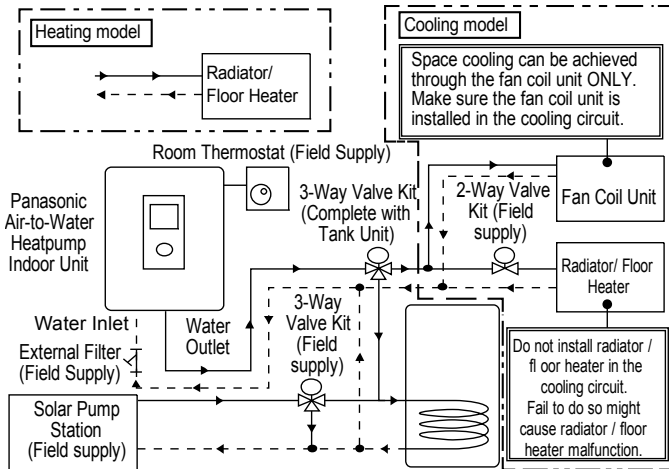 Heating model
Radiator/
Floor Heater
Cooling model
Space cooling can be achieved
through the fan coil unit ONLY.
Make sure the fan coil unit is
installed in the cooling circuit.
Room Thermostat (Field Supply)
Panasonic
Air-to-Water
Heatpump
Indoor Unit
3-Way Valve Kit
(Complete with
Tank Unit)
2-Way Valve
Kit (Field
supply)
Fan Coil Unit
Radiator/ Floor
Heater
Water Inlet
Water
Outlet
3-Way
Valve Kit
(Field
supply)
External Filter
(Field Supply)
Solar Pump
Station
(Field supply)
Do not install radiator /
fl oor heater in the
cooling circuit.
Fail to do so might
cause radiator / floor
heater malfunction.